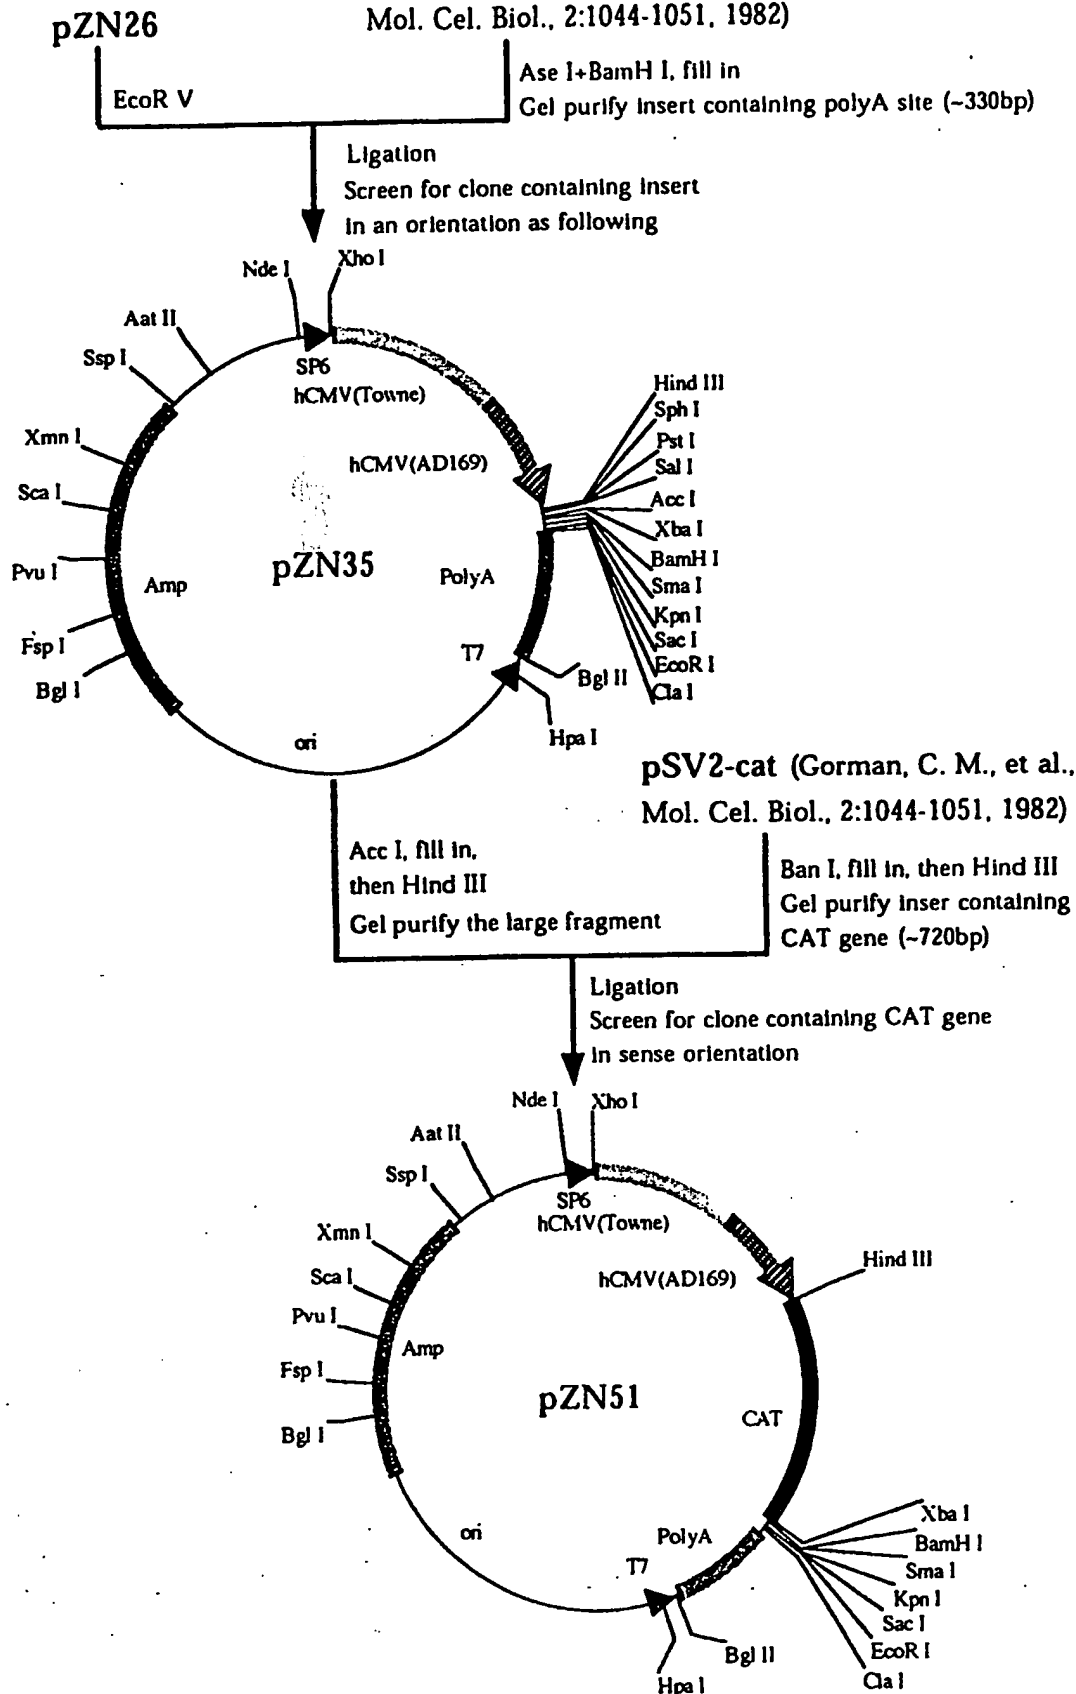 pZN26
Mol. Cel. Biol., 2:1044-1051, 1982)
EcoR V
Ase I+BamH I, fill in
Gel purify insert containing polyA site (~330bp)
Ligation
Screen for clone containing insert
in an orientation as following
Nde I
Xho I
Aat II
Ssp I
Xmn I
Sca I
Pvu I
Fsp I
Bgl I
SP6
hCMV(Towne)
hCMV(AD169)
pZN35
Amp
PolyA
T7
ori
Hind III
Sph I
Pst I
Sal I
Acc I
Xba I
BamH I
Sma I
Kpn I
Sac I
EcoR I
Cla I
Bgl II
Hpa I
pSV2-cat (Gorman, C. M., et al.,
Mol. Cel. Biol., 2:1044-1051, 1982)
Acc I, fill in,
then Hind III
Gel purify the large fragment
Ban I, fill in, then Hind III
Gel purify inser containing
CAT gene (~720bp)
Ligation
Screen for clone containing CAT gene
in sense orientation
Nde I
Xho I
Aat II
Ssp I
Xmn I
Sca I
Pvu I
Fsp I
Bgl I
SP6
hCMV(Towne)
hCMV(AD169)
Hind III
Amp
pZN51
CAT
ori
PolyA
T7
Xba I
BamH I
Sma I
Kpn I
Sac I
EcoR I
Cla I
Bgl II
Hpa I